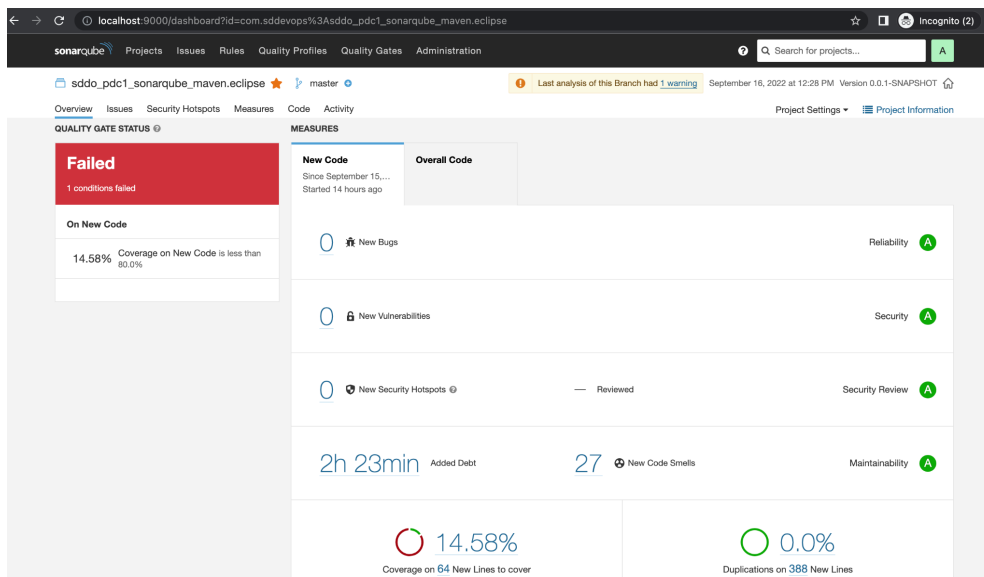 localhost:9000/dashboard?id=com.sddevops%3Asddo_pdc1_sonarqube_maven.eclipse
Incognito (2)
sonarqube Projects Issues Rules Quality Profiles Quality Gates Administration
Search for projects...
A
sddo_pdc1_sonarqube_maven.eclipse master
Last analysis of this Branch had 1 warning September 16, 2022 at 12:28 PM Version 0.0.1-SNAPSHOT
Overview Issues Security Hotspots Measures Code Activity
Project Settings Project Information
QUALITY GATE STATUS
MEASURES
Failed
1 conditions failed
On New Code
14.58% Coverage on New Code is less than
80.0%
New Code
Since September 15,...
Started 14 hours ago
Overall Code
0 New Bugs
Reliability A
0 New Vulnerabilities
Security A
0 New Security Hotspots
— Reviewed
Security Review A
2h 23min Added Debt
27 New Code Smells
Maintainability A
14.58%
Coverage on 64 New Lines to cover
0.0%
Duplications on 388 New Lines